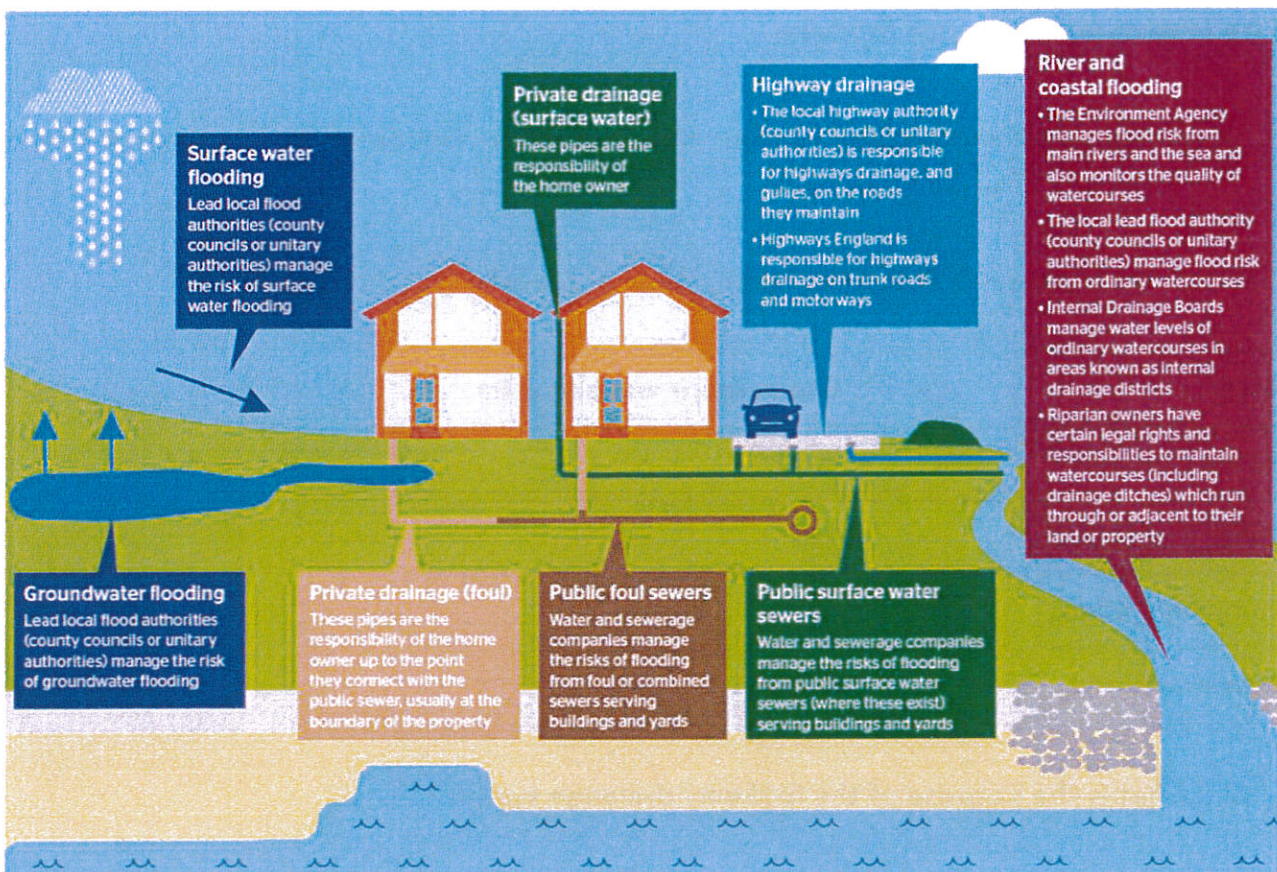 Surface water
flooding
Lead local flood
authorities (county
councils or unitary
authorities) manage
the risk of surface
water flooding
Private drainage
(surface water)
These pipes are the
responsibility of
the home owner
Highway drainage
• The local highway authority
(county councils or unitary
authorities) is responsible
for highways drainage, and
gullies, on the roads
they maintain
• Highways England is
responsible for highways
drainage on trunk roads
and motorways
River and
coastal flooding
• The Environment Agency
manages flood risk from
main rivers and the sea and
also monitors the quality of
watercourses
• The local lead flood authority
(county councils or unitary
authorities) manage flood risk
from ordinary watercourses
• Internal Drainage Boards
manage water levels of
ordinary watercourses in
areas known as internal
drainage districts
• Riparian owners have
certain legal rights and
responsibilities to maintain
watercourses (including
drainage ditches) which run
through or adjacent to their
land or property
Groundwater flooding
Lead local flood authorities
(county councils or unitary
authorities) manage the risk
of groundwater flooding
Private drainage (foul)
These pipes are the
responsibility of the home
owner up to the point
they connect with the
public sewer, usually at the
boundary of the property
Public foul sewers
Water and sewerage
companies manage
the risks of flooding
from foul or combined
sewers serving
buildings and yards
Public surface water
sewers
Water and sewerage companies
manage the risks of flooding
from public surface water
sewers (where these exist)
serving buildings and yards